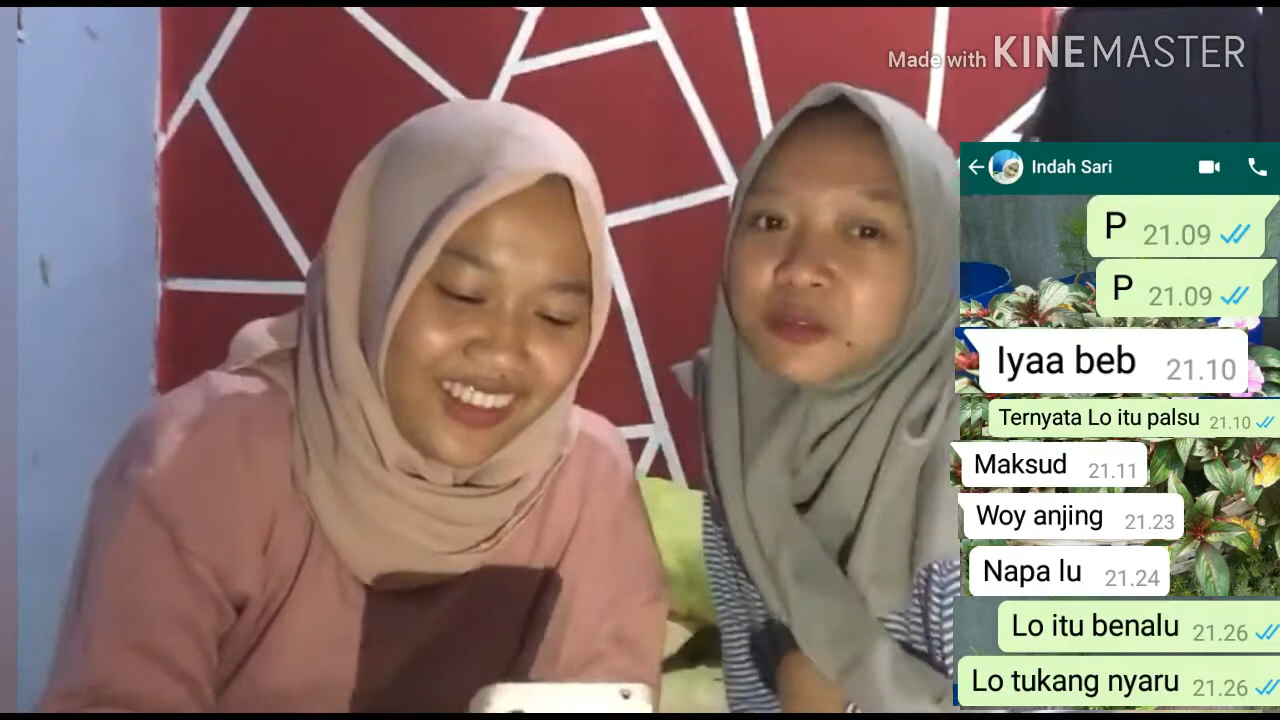 Made with KINEMASTER
Indah Sari
P 21.09
P 21.09
Iyaa beb 21.10
Ternyata Lo itu palsu 21.10
Maksud 21.11
Woy anjing 21.23
Napa lu 21.24
Lo itu benalu 21.26
Lo tukang nyaru 21.26